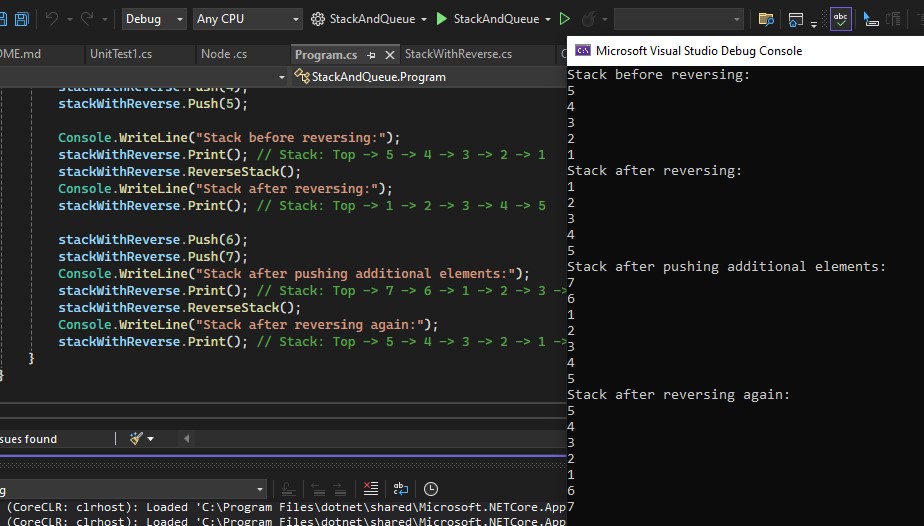 Debug Any CPU StackAndQueue StackAndQueue
UnitTest1.cs Node.cs Program.cs StackWithReverse.cs
StackAndQueue.Program
stackWithReverse.Push(4);
stackWithReverse.Push(5);
Console.WriteLine("Stack before reversing:");
stackWithReverse.Print(); // Stack: Top -> 5 -> 4 -> 3 -> 2 -> 1
stackWithReverse.ReverseStack();
Console.WriteLine("Stack after reversing:");
stackWithReverse.Print(); // Stack: Top -> 1 -> 2 -> 3 -> 4 -> 5
stackWithReverse.Push(6);
stackWithReverse.Push(7);
Console.WriteLine("Stack after pushing additional elements:");
stackWithReverse.Print(); // Stack: Top -> 7 -> 6 -> 1 -> 2 -> 3 ->
stackWithReverse.ReverseStack();
Console.WriteLine("Stack after reversing again:");
stackWithReverse.Print(); // Stack: Top -> 5 -> 4 -> 3 -> 2 -> 1 ->
}
}
sues found
(CoreCLR: clrhost): Loaded 'C:\Program Files\dotnet\shared\Microsoft.NETCore.App
(CoreCLR: clrhost): Loaded 'C:\Program Files\dotnet\shared\Microsoft.NETCore.App
abc
Microsoft Visual Studio Debug Console
Stack before reversing:
5
4
3
2
1
Stack after reversing:
1
2
3
4
5
Stack after pushing additional elements:
7
6
1
2
3
4
5
Stack after reversing again:
5
4
3
2
1
6
7